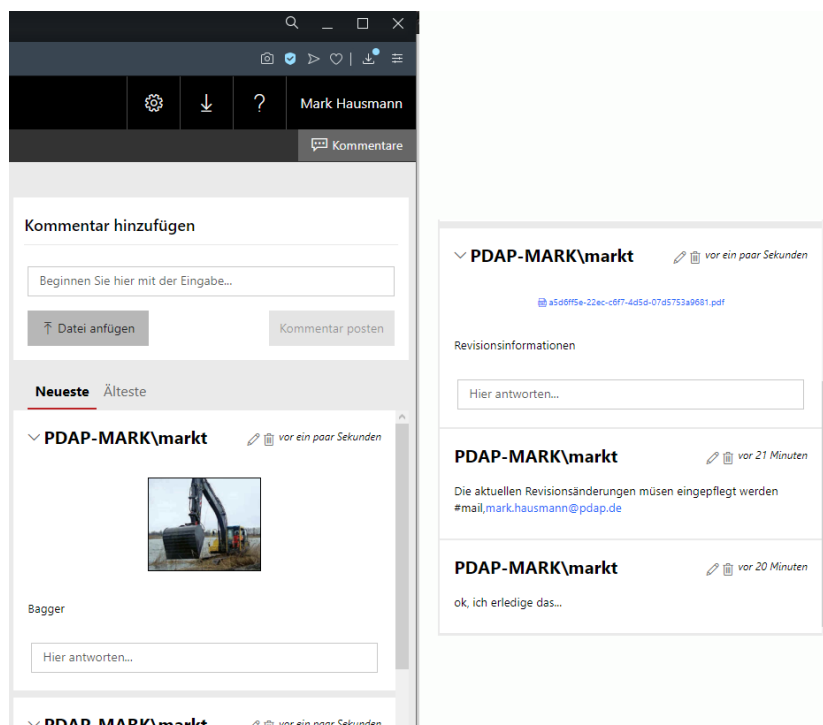 Mark Hausmann
Kommentare
Kommentar hinzufügen
Beginnen Sie hier mit der Eingabe...
Datei anfügen
Kommentar posten
Neueste Älteste
PDAP-MARK\markt vor ein paar Sekunden
Bagger
Hier antworten...
PDAP-MARK\markt vor ein paar Sekunden
PDAP-MARK\markt vor ein paar Sekunden
a5d6ff5e-22ec-c6f7-4d5d-07d5753a9681.pdf
Revisionsinformationen
Hier antworten...
PDAP-MARK\markt vor 21 Minuten
Die aktuellen Revisionsänderungen müsen eingepflegt werden
#mail,mark.hausmann@pdap.de
PDAP-MARK\markt vor 20 Minuten
ok, ich erledige das...